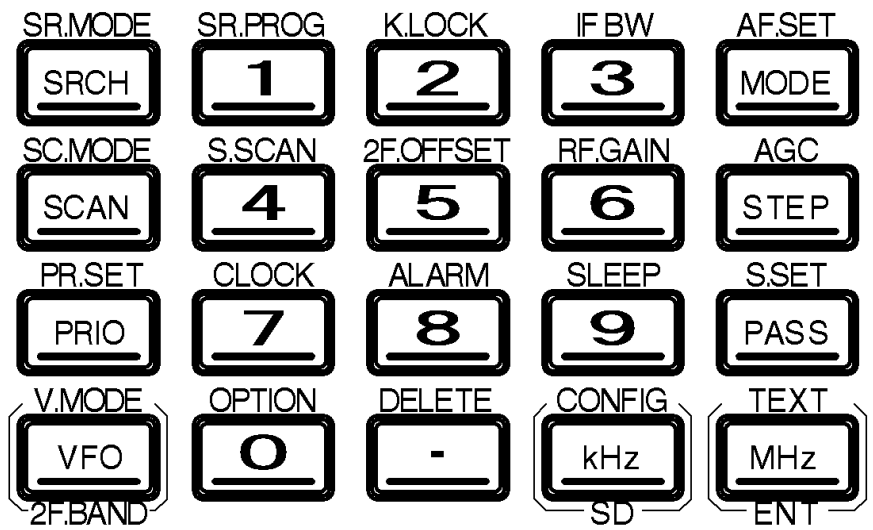 SR.MODE SR.PROG K.LOCK IF BW AF.SET
SRCH 1 2 3 MODE
SC.MODE S.SCAN 2F.OFFSET RF.GAIN AGC
SCAN 4 5 6 STEP
PR.SET CLOCK ALARM SLEEP S.SET
PRIO 7 8 9 PASS
V.MODE OPTION DELETE CONFIG TEXT
VFO 0 · kHz MHz
2F.BAND SD ENT